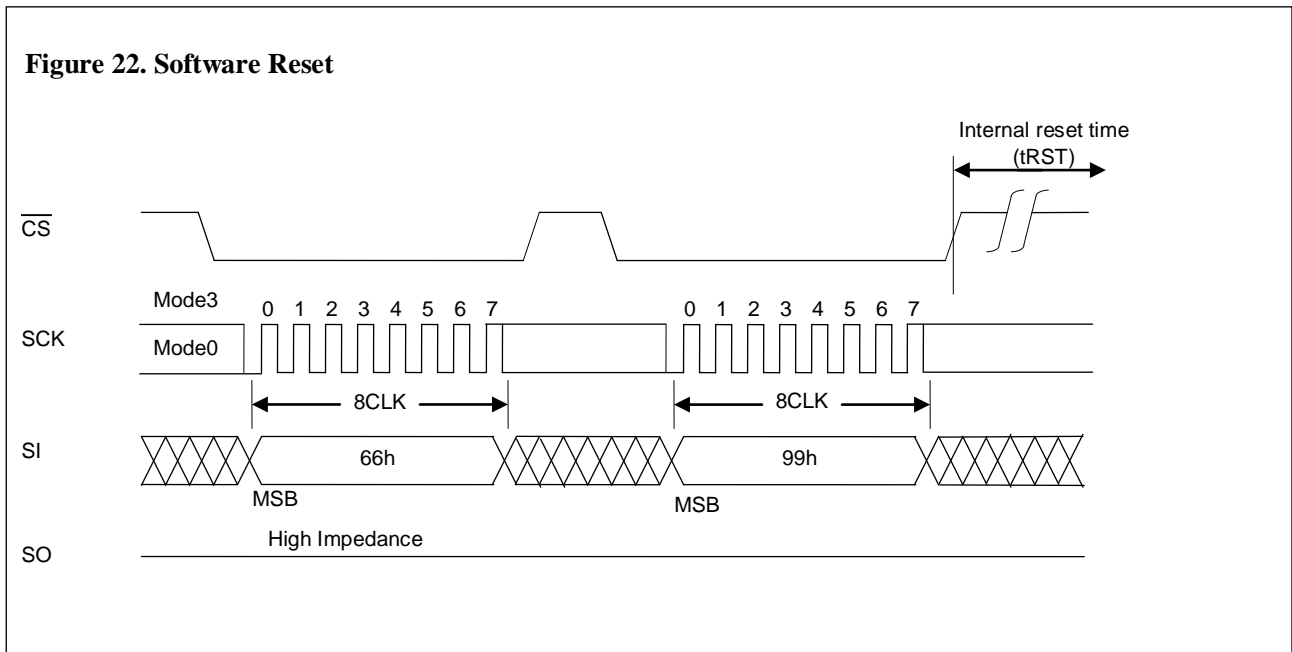 Figure 22. Software Reset
Internal reset time
(tRST)
CS
Mode3
0 1 2 3 4 5 6 7
0 1 2 3 4 5 6 7
SCK
Mode0
8CLK
8CLK
SI
66h
99h
MSB
MSB
High Impedance
SO